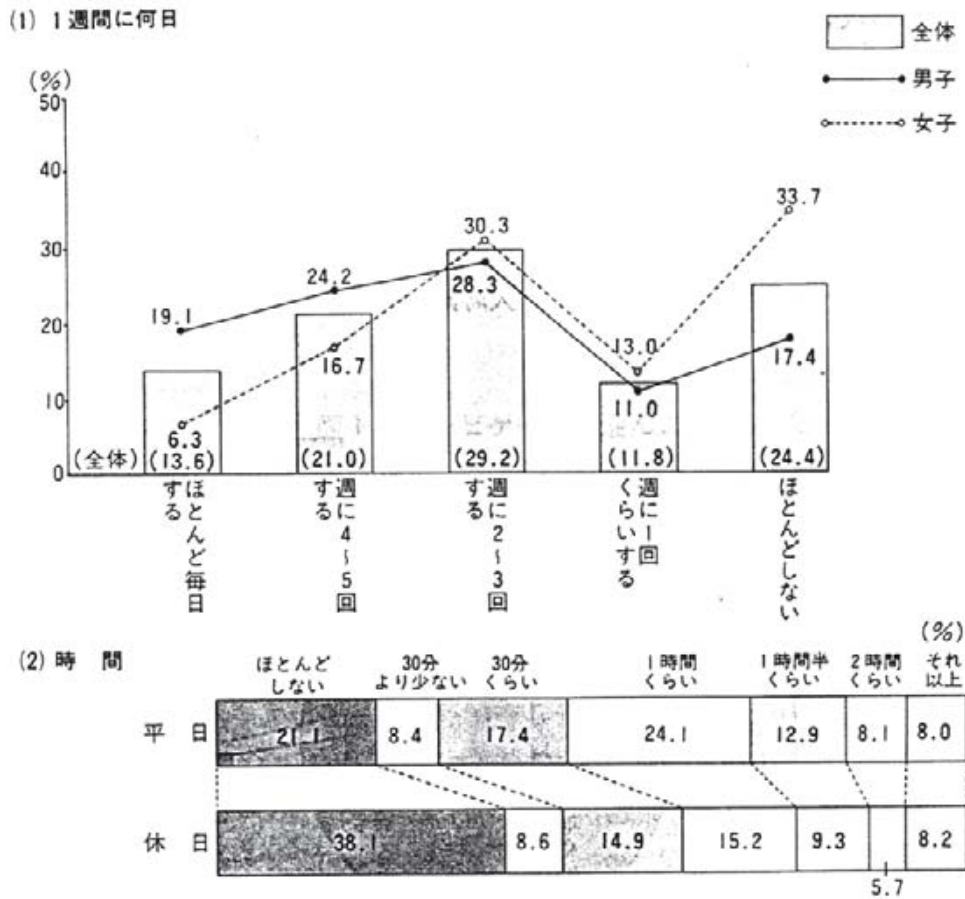 (1) 1週間に何日
全体
男子
女子
(%)
50
40
30
20
10
0
19.1
24.2
30.3
28.3
33.7
16.7
13.0
11.0
17.4
6.3
(全体)
(13.6)
(21.0)
(29.2)
(11.8)
(24.4)
ほとんど毎日
する
週に4〜5回
する
週に2〜3回
する
週に1回
くらいする
ほとんどしない
(%)
(2) 時間
ほとんど
しない
30分
より少ない
30分
くらい
1時間
くらい
1時間半
くらい
2時間
くらい
それ
以上
平日
21.1
8.4
17.4
24.1
12.9
8.1
8.0
休日
38.1
8.6
14.9
15.2
9.3
8.2
5.7